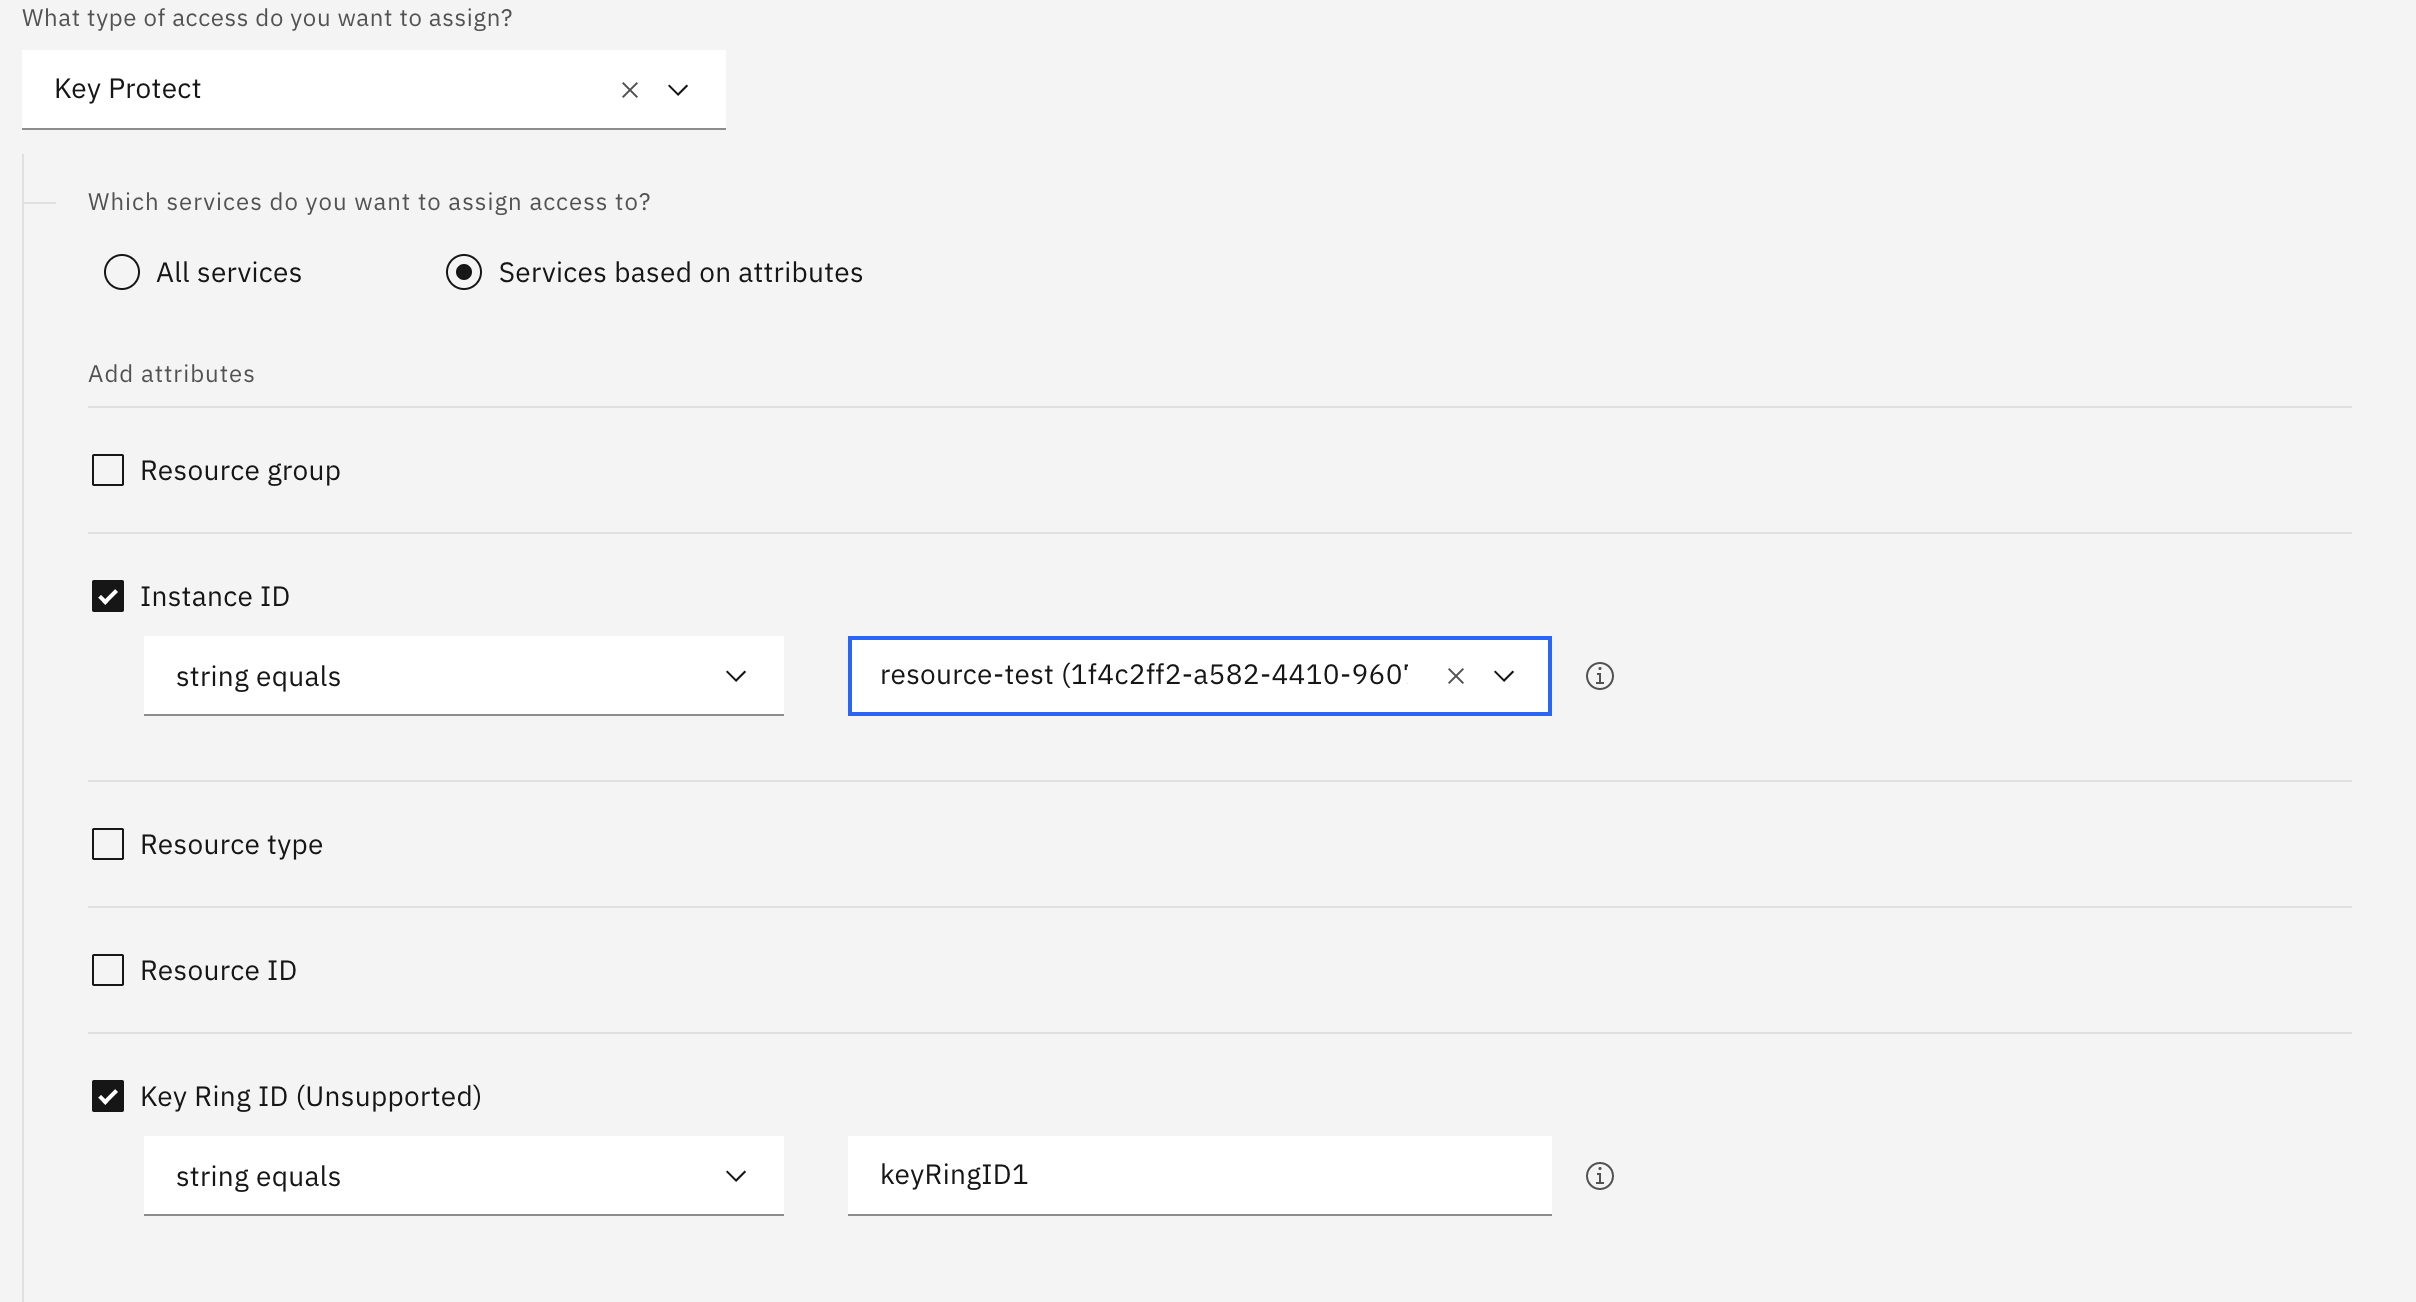 What type of access do you want to assign?
Key Protect
Which services do you want to assign access to?
All services
Services based on attributes
Add attributes
Resource group
Instance ID
string equals
resource-test (1f4c2ff2-a582-4410-960
Resource type
Resource ID
Key Ring ID (Unsupported)
string equals
keyRingID1